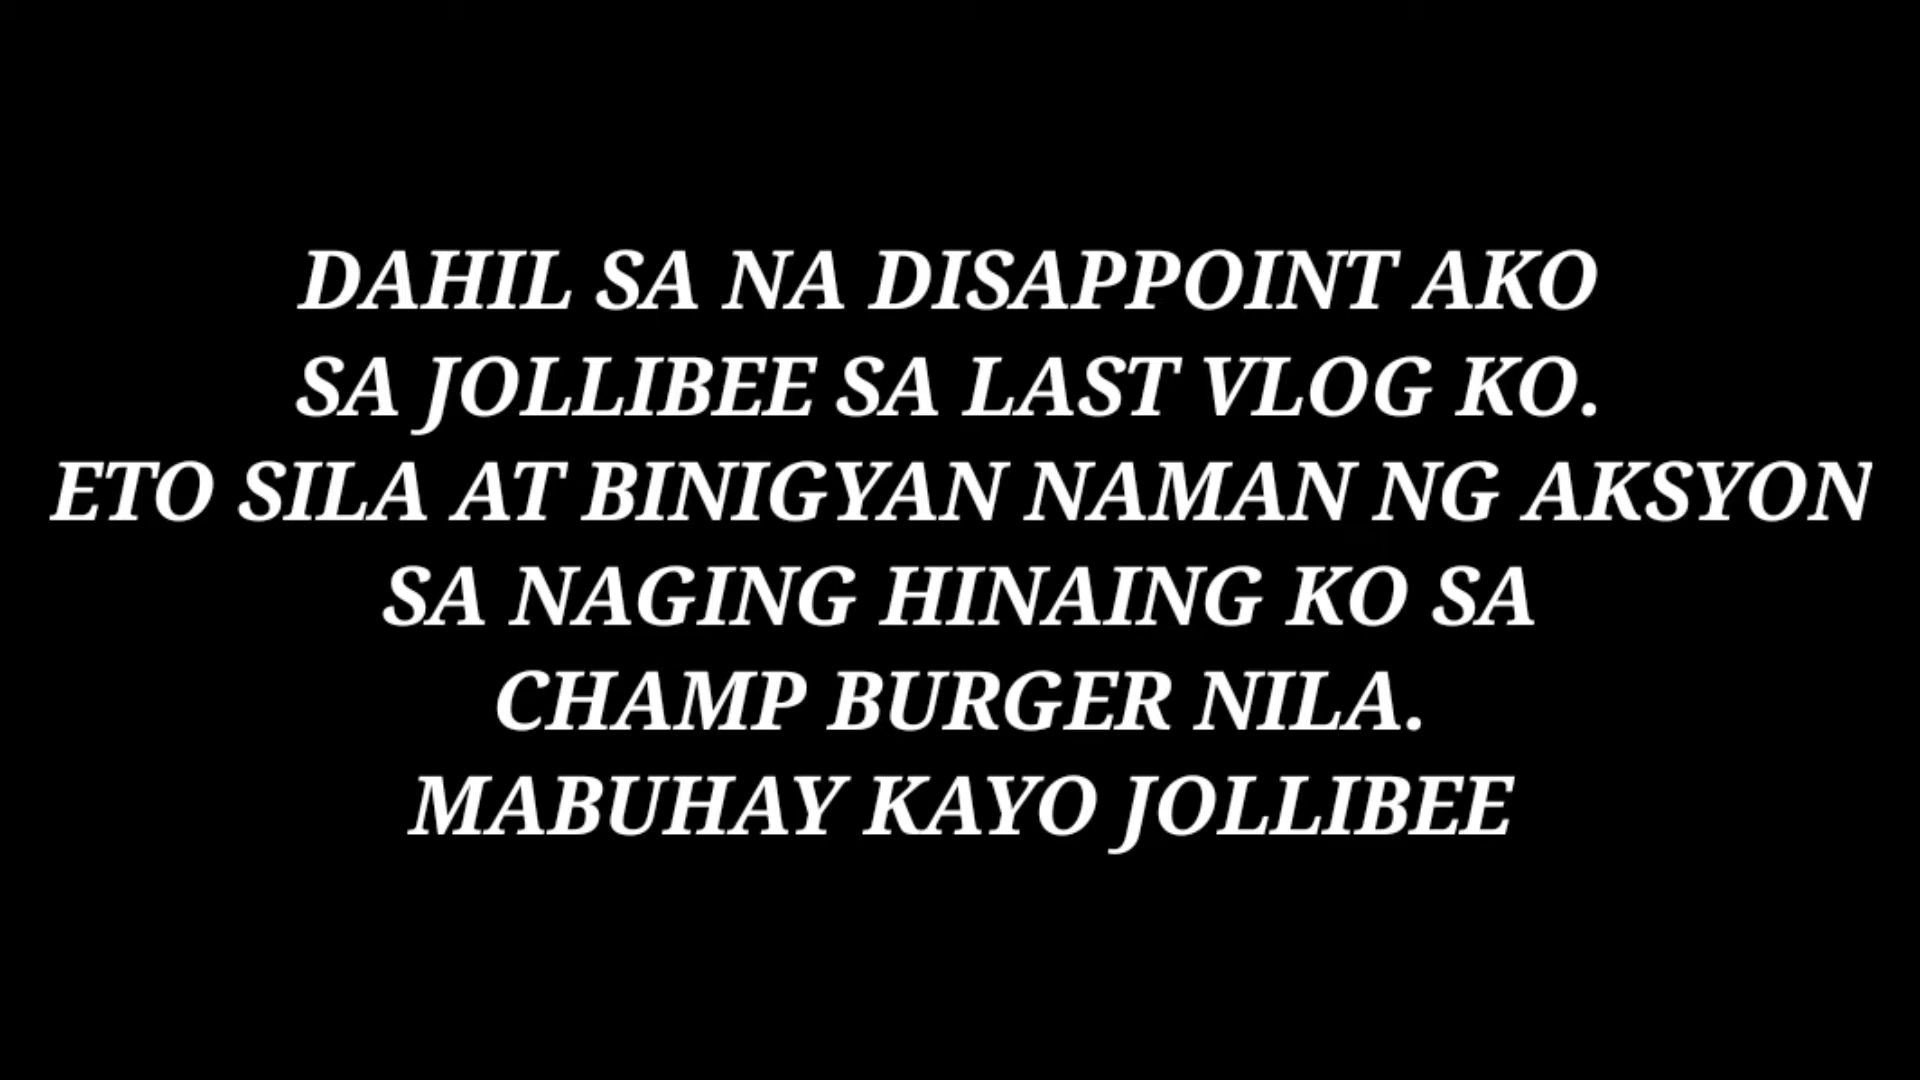 DAHIL SA NA DISAPPOINT AKO
SA JOLLIBEE SA LAST VLOG KO.
ETO SILA AT BINIGYAN NAMAN NG AKSYON
SA NAGING HINAING KO SA
CHAMP BURGER NILA.
MABUHAY KAYO JOLLIBEE